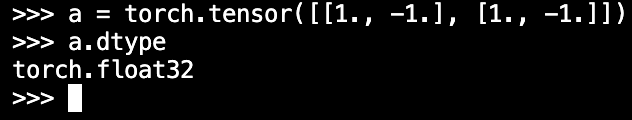 >>> a = torch.tensor([[1., -1.], [1., -1.]])
>>> a.dtype
torch.float32
>>>